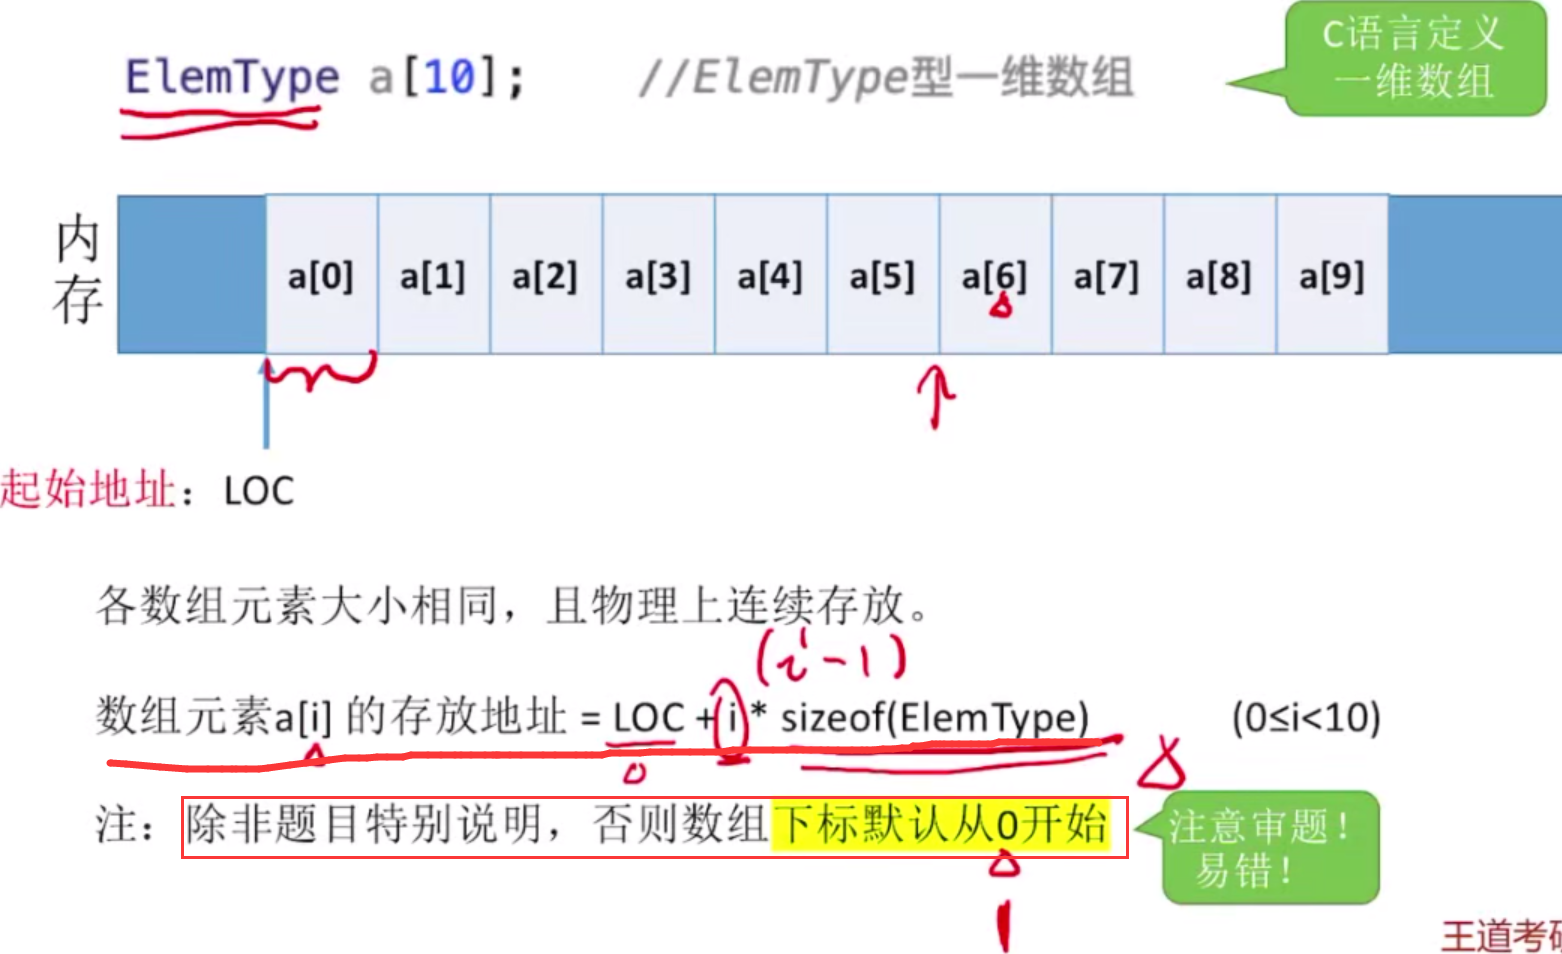 ElemType a[10]; //ElemType型一维数组
C语言定义
一维数组
内存
a[0] a[1] a[2] a[3] a[4] a[5] a[6] a[7] a[8] a[9]
起始地址：LOC
各数组元素大小相同，且物理上连续存放。
(i-1)
数组元素a[i] 的存放地址 = LOC + i * sizeof(ElemType) (0≤i<10)
注：除非题目特别说明，否则数组下标默认从0开始
注意审题！
易错！
1
王道考研